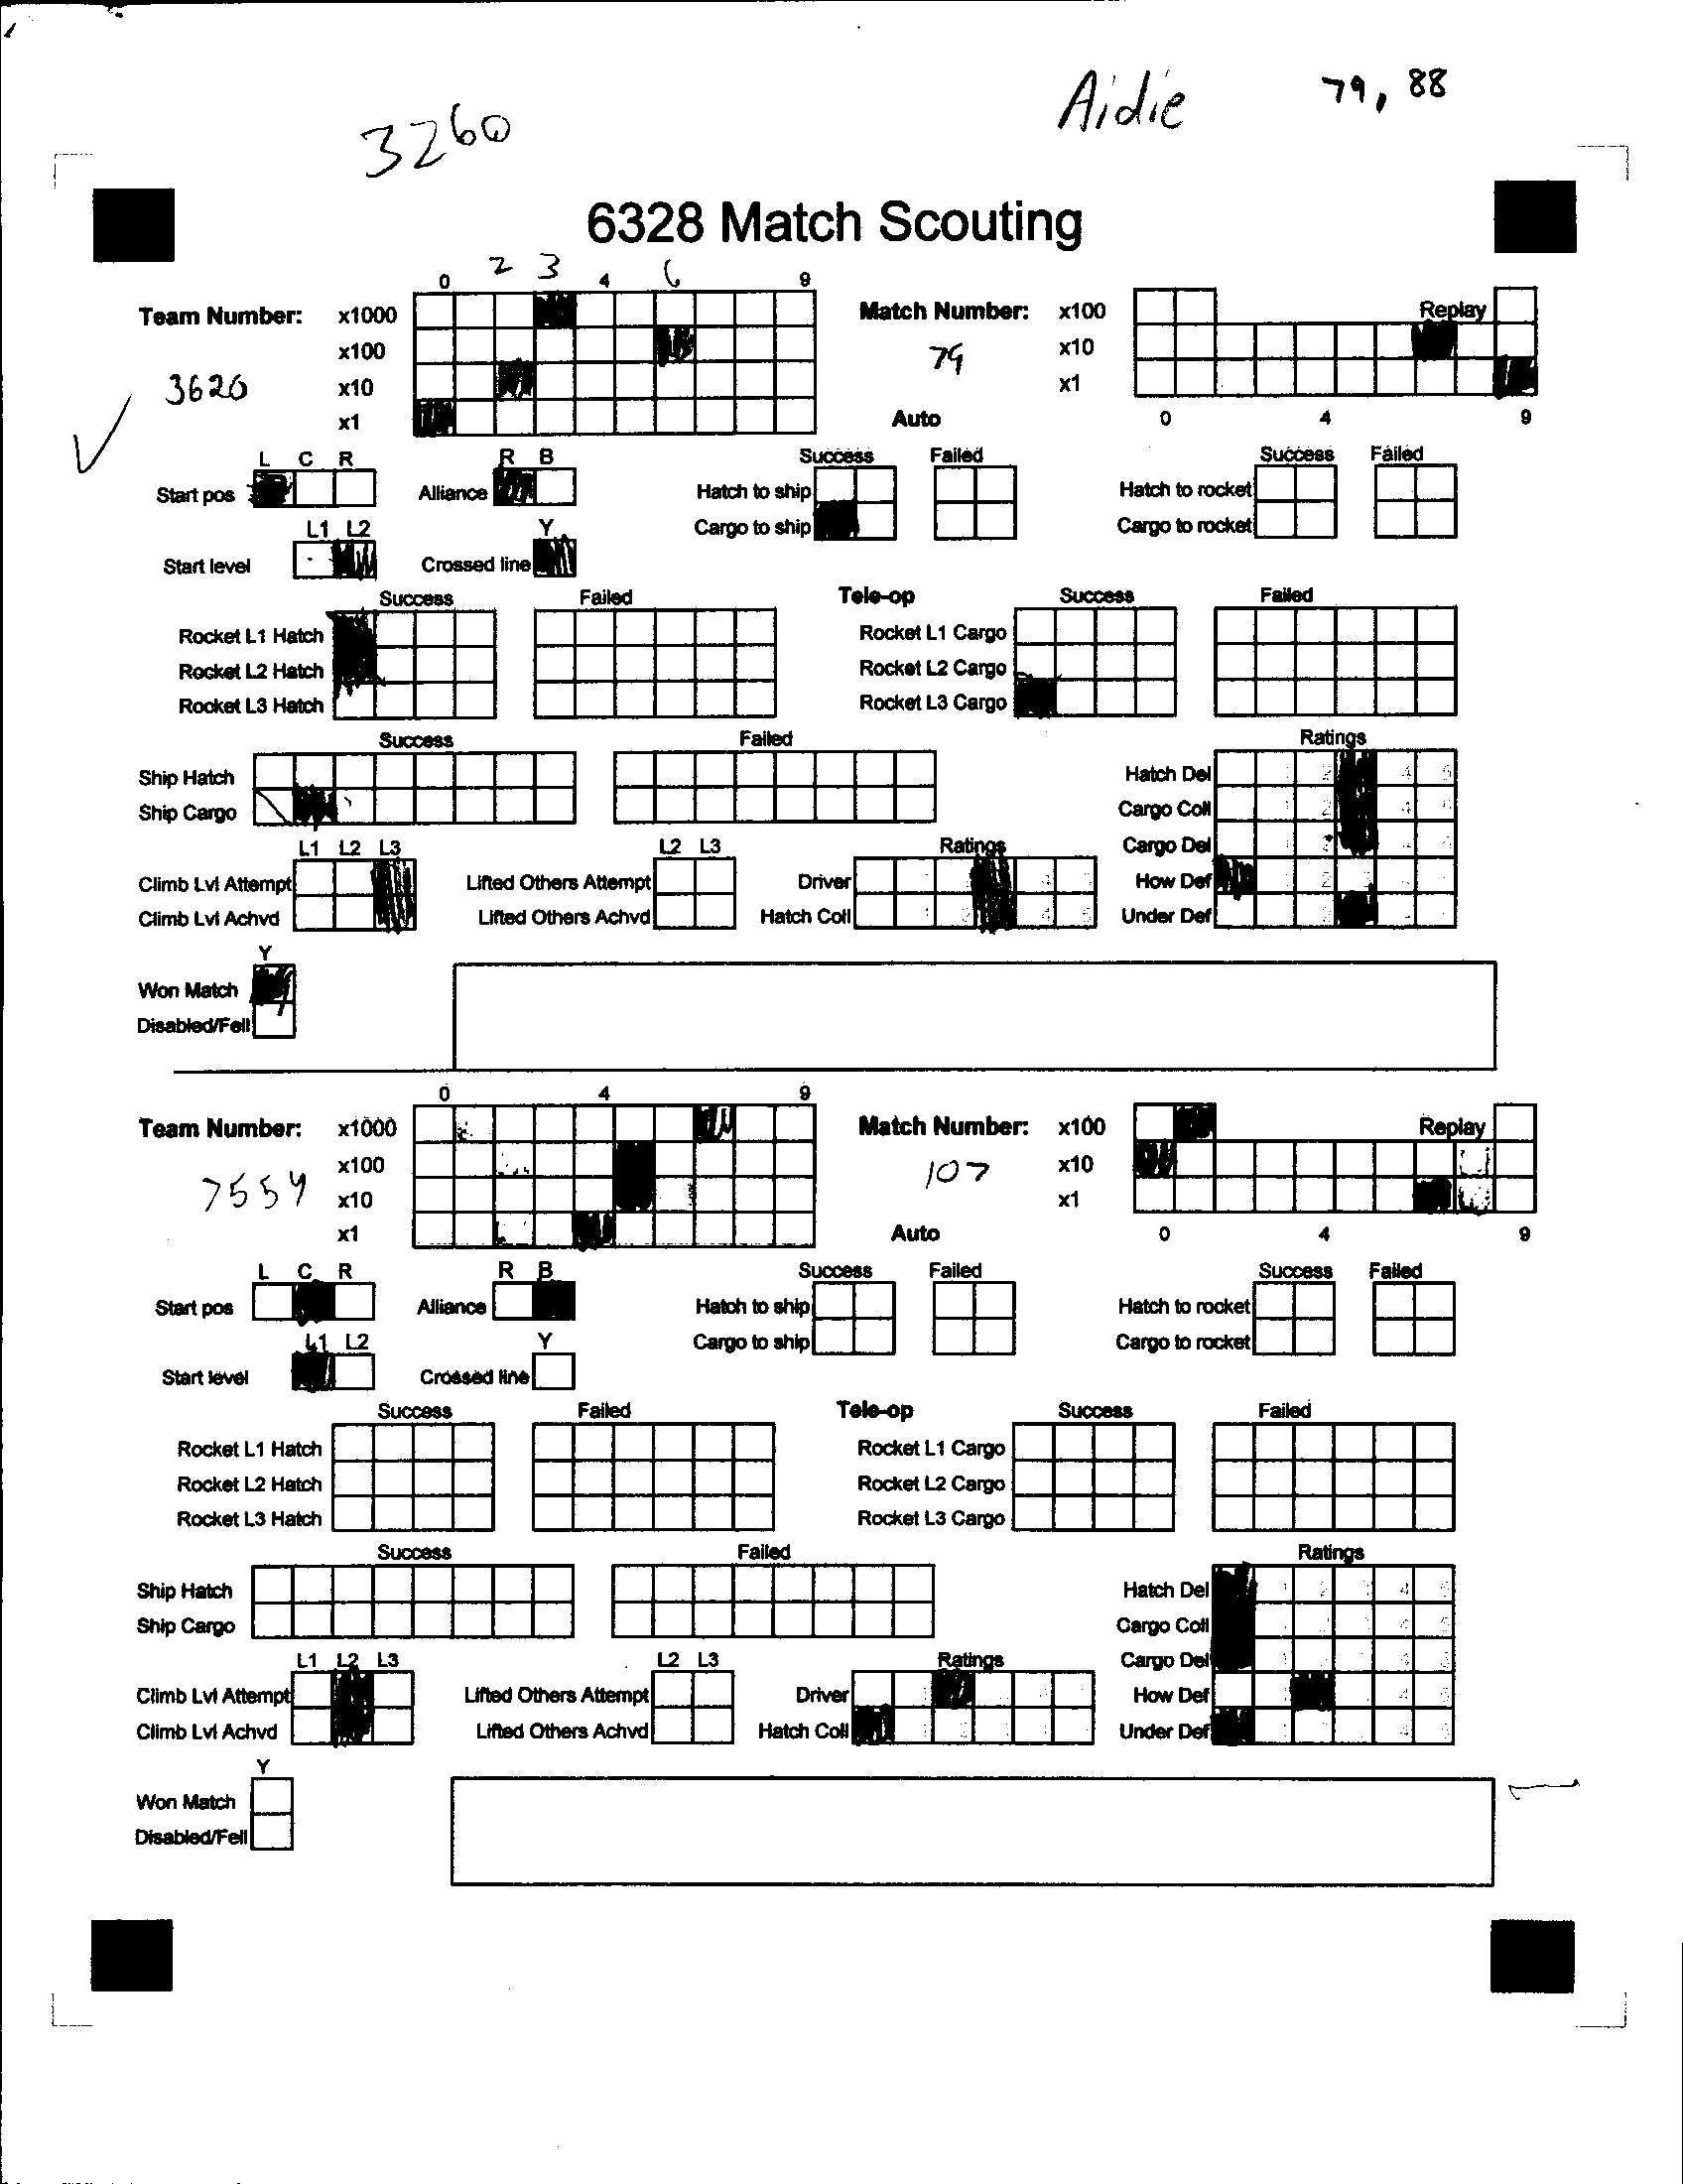 Aidie 79, 88
3260
6328 Match Scouting
0 2 3 4 6 9
Team Number: x1000 Match Number: x100 Replay
x100 79 x10
3620 x10 x1
x1 Auto 0 4 9
L C R R B Success Failed Success Failed
Start pos Alliance Hatch to ship Hatch to rocket
Cargo to ship Cargo to rocket
L1 L2 Y
Start level Crossed line
Success Failed Tele-op Success Failed
Rocket L1 Hatch Rocket L1 Cargo
Rocket L2 Hatch Rocket L2 Cargo
Rocket L3 Hatch Rocket L3 Cargo
Success Failed Ratings
Ship Hatch Hatch Del
Ship Cargo Cargo Coll
L1 L2 L3 L2 L3 Ratings Cargo Del
Climb Lvl Attempt Lifted Others Attempt Driver How Def
Climb Lvl Achvd Lifted Others Achvd Hatch Coll Under Def
Y
Won Match
Disabled/Fell
0 4 9
Team Number: x1000 Match Number: x100 Replay
x100 107 x10
7554 x10 x1
x1 Auto 0 4 9
L C R R B Success Failed Success Failed
Start pos Alliance Hatch to ship Hatch to rocket
Cargo to ship Cargo to rocket
L1 L2 Y
Start level Crossed line
Success Failed Tele-op Success Failed
Rocket L1 Hatch Rocket L1 Cargo
Rocket L2 Hatch Rocket L2 Cargo
Rocket L3 Hatch Rocket L3 Cargo
Success Failed Ratings
Ship Hatch Hatch Del
Ship Cargo Cargo Coll
L1 L2 L3 L2 L3 Ratings Cargo Del
Climb Lvl Attempt Lifted Others Attempt Driver How Def
Climb Lvl Achvd Lifted Others Achvd Hatch Coll Under Def
Y
Won Match
Disabled/Fell